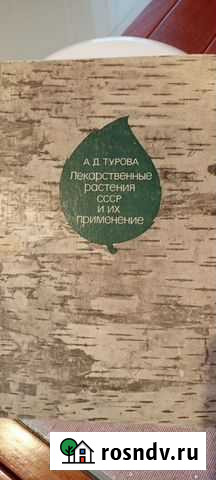 А.Д.ТУРОВА
Лекарственные
растения
СССР
и их
применение
rosndv.ru